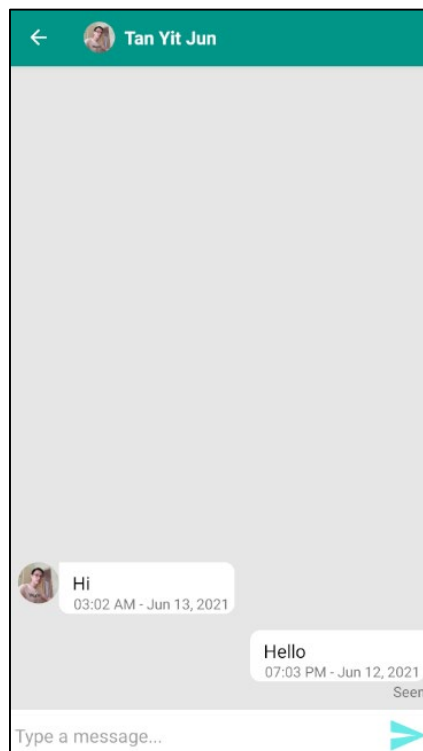 Tan Yit Jun
Hi
03:02 AM - Jun 13, 2021
Hello
07:03 PM - Jun 12, 2021
Seen
Type a message...